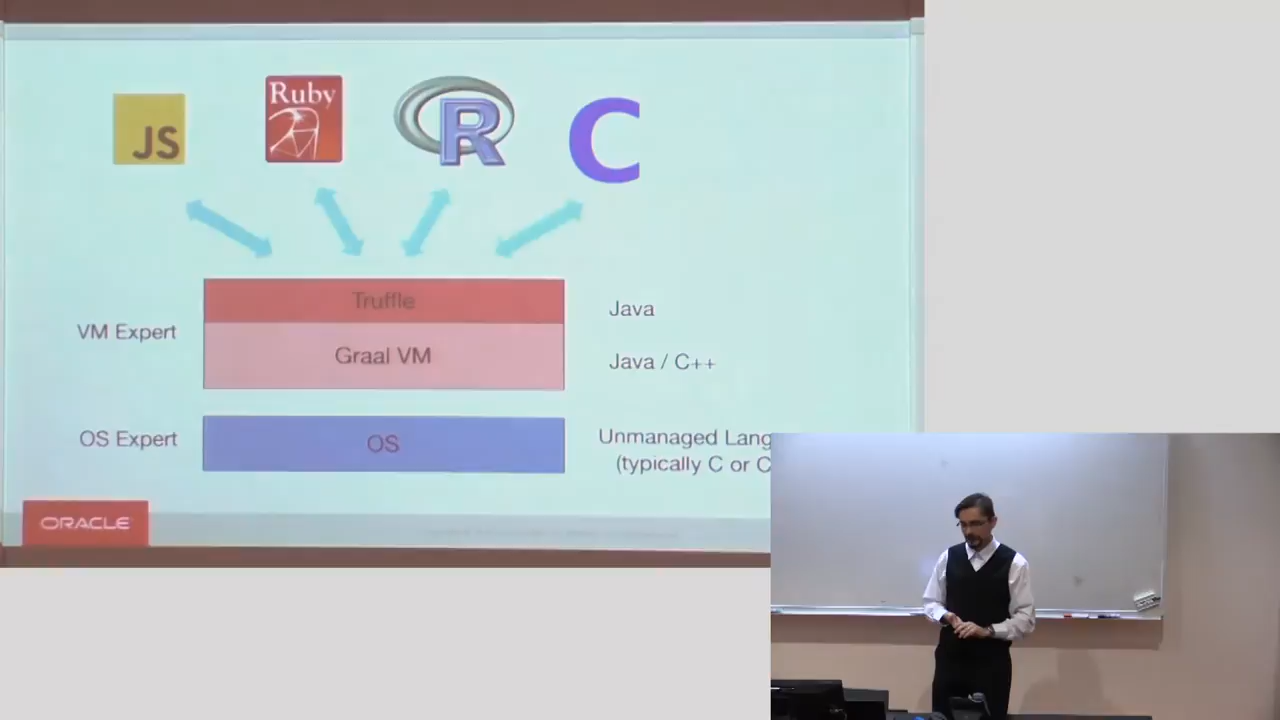 JS
Ruby
R
C
Truffle
Java
VM Expert
Graal VM
Java / C++
OS Expert
OS
Unmanaged Lang
(typically C or C
ORACLE